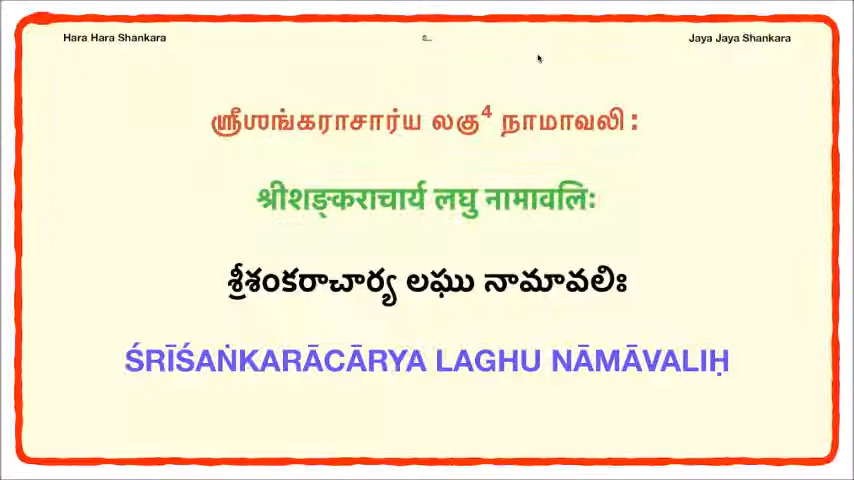 Hara Hara Shankara Jaya Jaya Shankara
ஶ்ரீஶங்கராசார்ய லகு⁴ நாமாவலி:
श्रीशङ्कराचार्य लघु नामावलिः
శ్రీశంకరాచార్య లఘు నామావలిః
ŚRĪŚAṄKARĀCĀRYA LAGHU NĀMĀVALIḤ